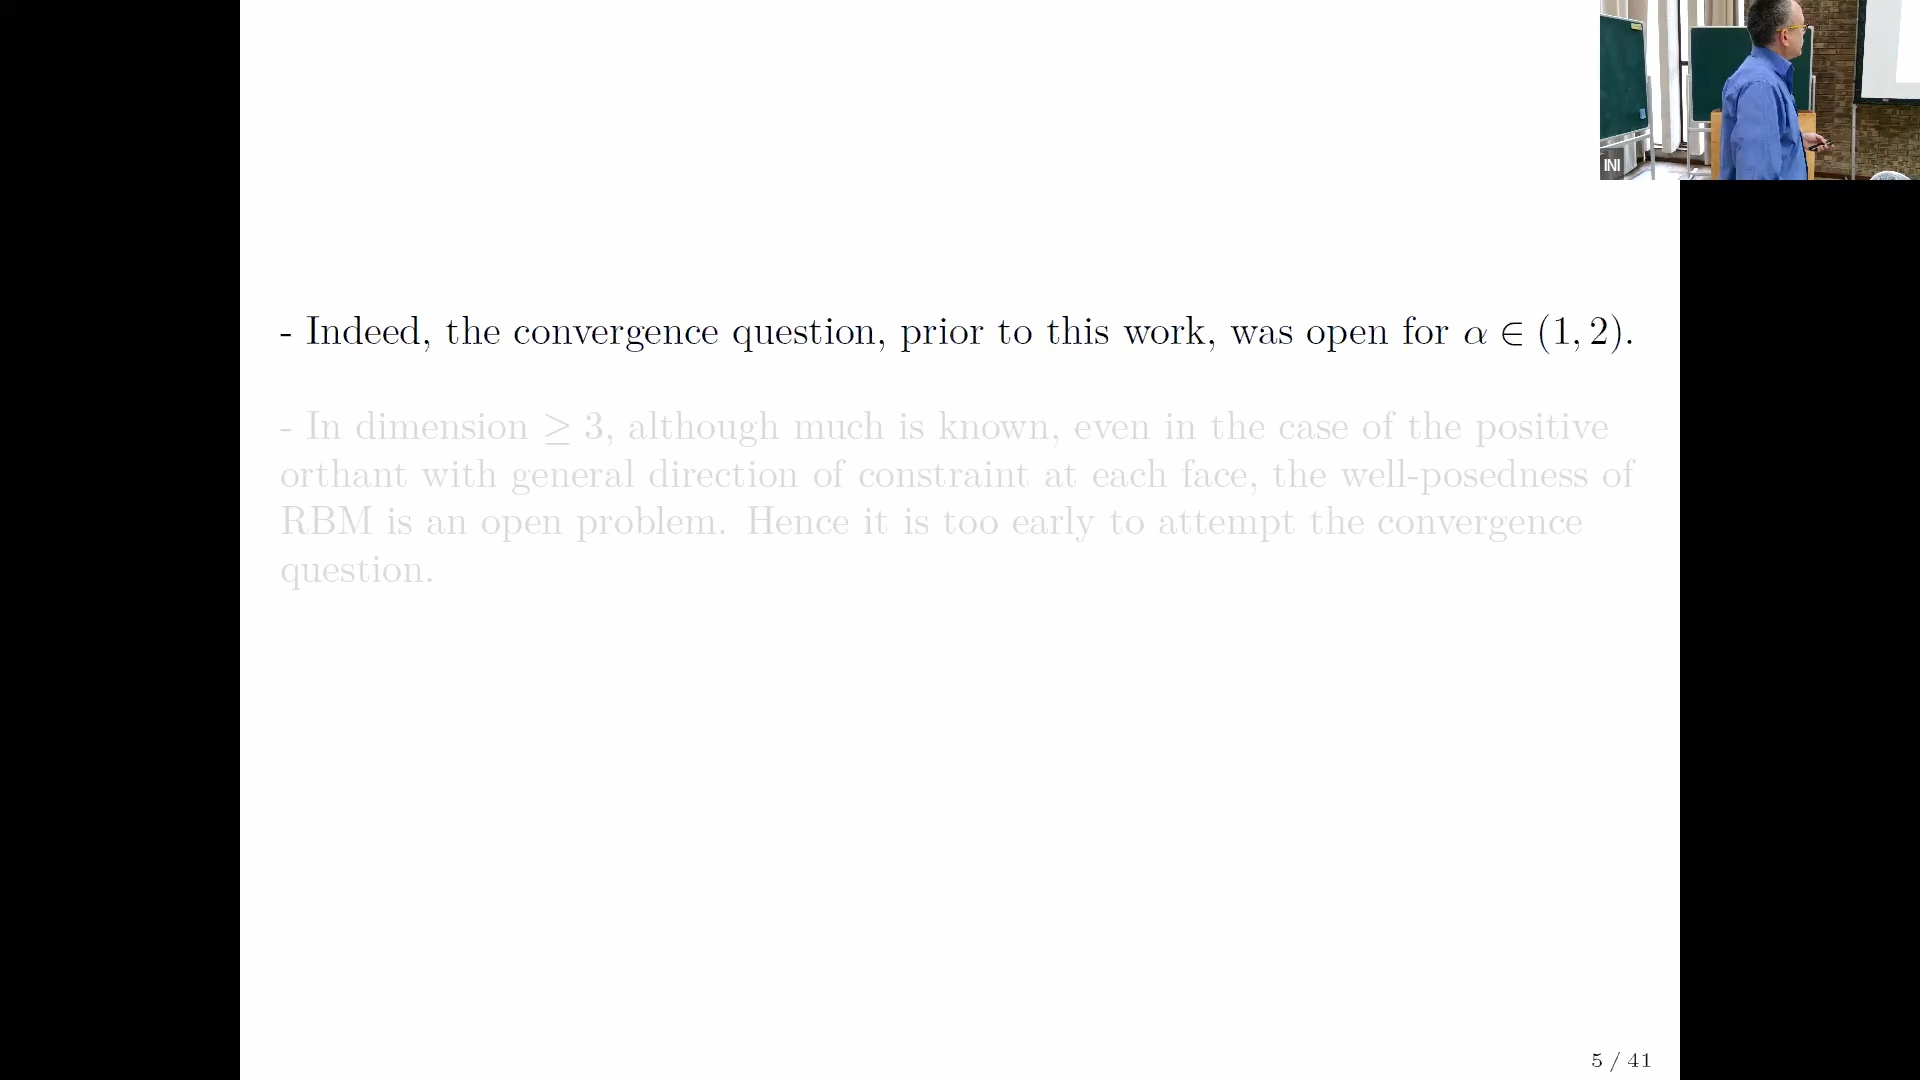 INI
- Indeed, the convergence question, prior to this work, was open for α ∈ (1, 2).
- In dimension ≥ 3, although much is known, even in the case of the positive
orthant with general direction of constraint at each face, the well-posedness of
RBM is an open problem. Hence it is too early to attempt the convergence
question.
5 / 41